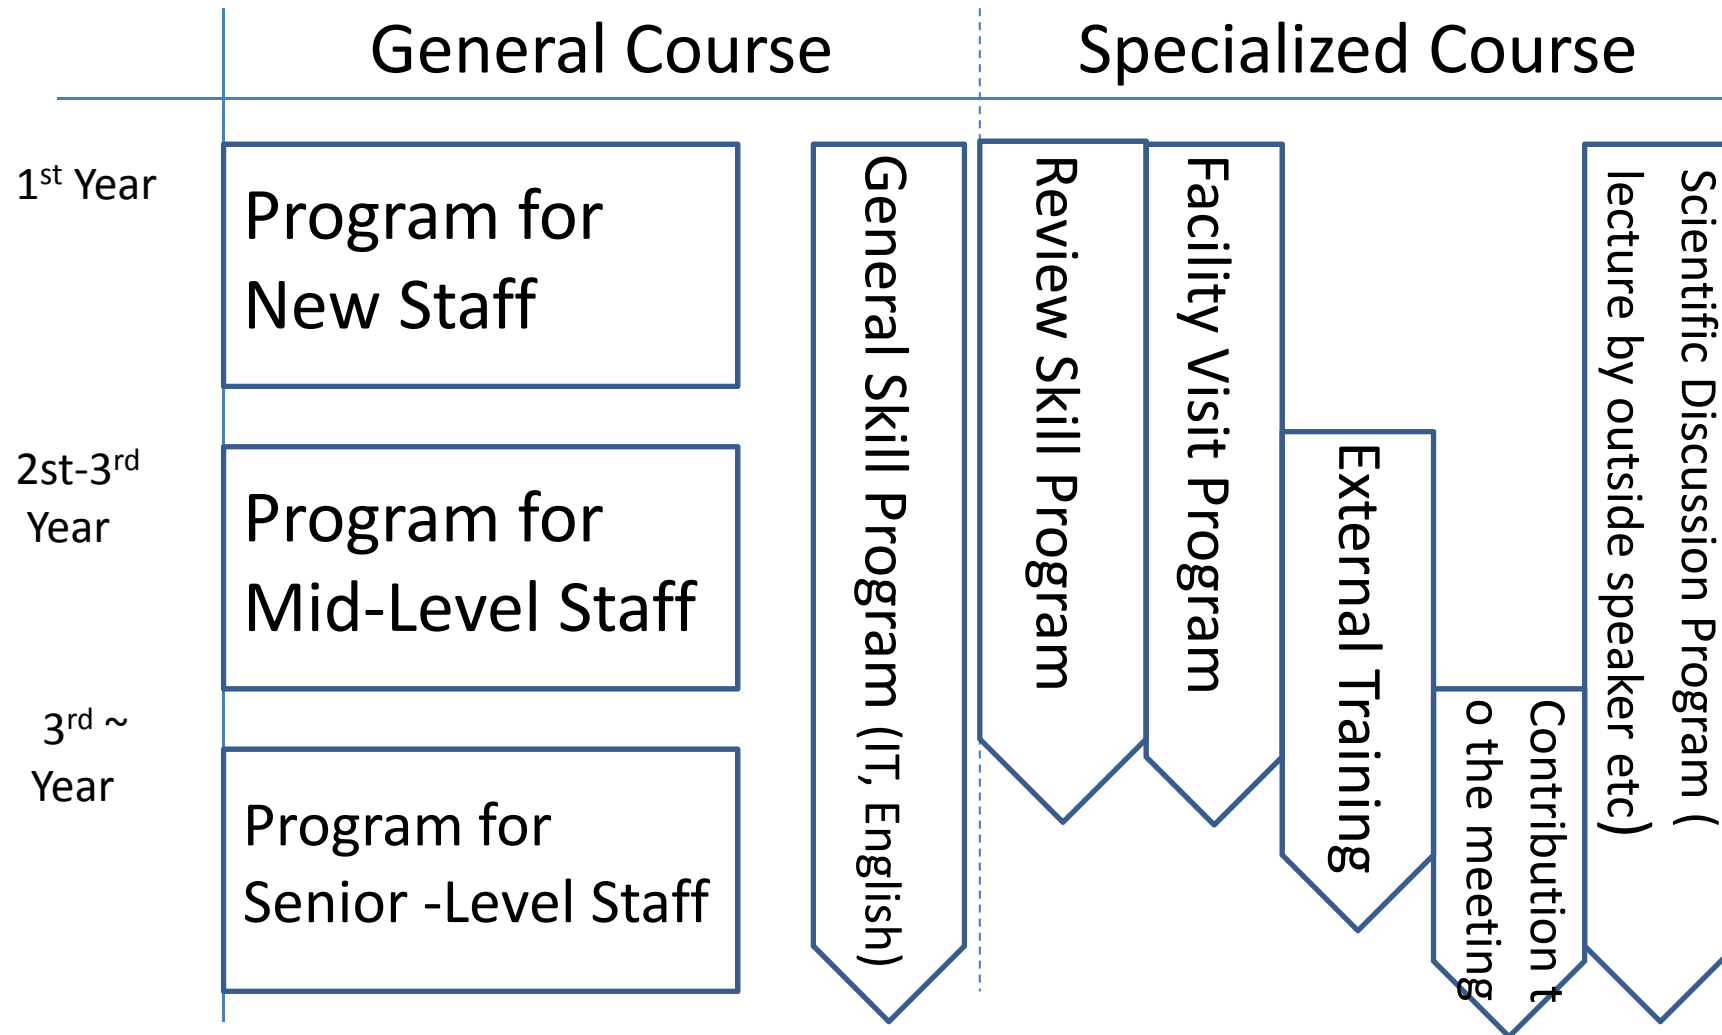 General Course
Specialized Course
1st Year
Program for
New Staff
2st-3rd
Year
Program for
Mid-Level Staff
3rd ~
Year
Program for
Senior -Level Staff
General Skill Program (IT, English)
Review Skill Program
Facility Visit Program
External Training
Contribution t
o the meeting
Scientific Discussion Program (
lecture by outside speaker etc)